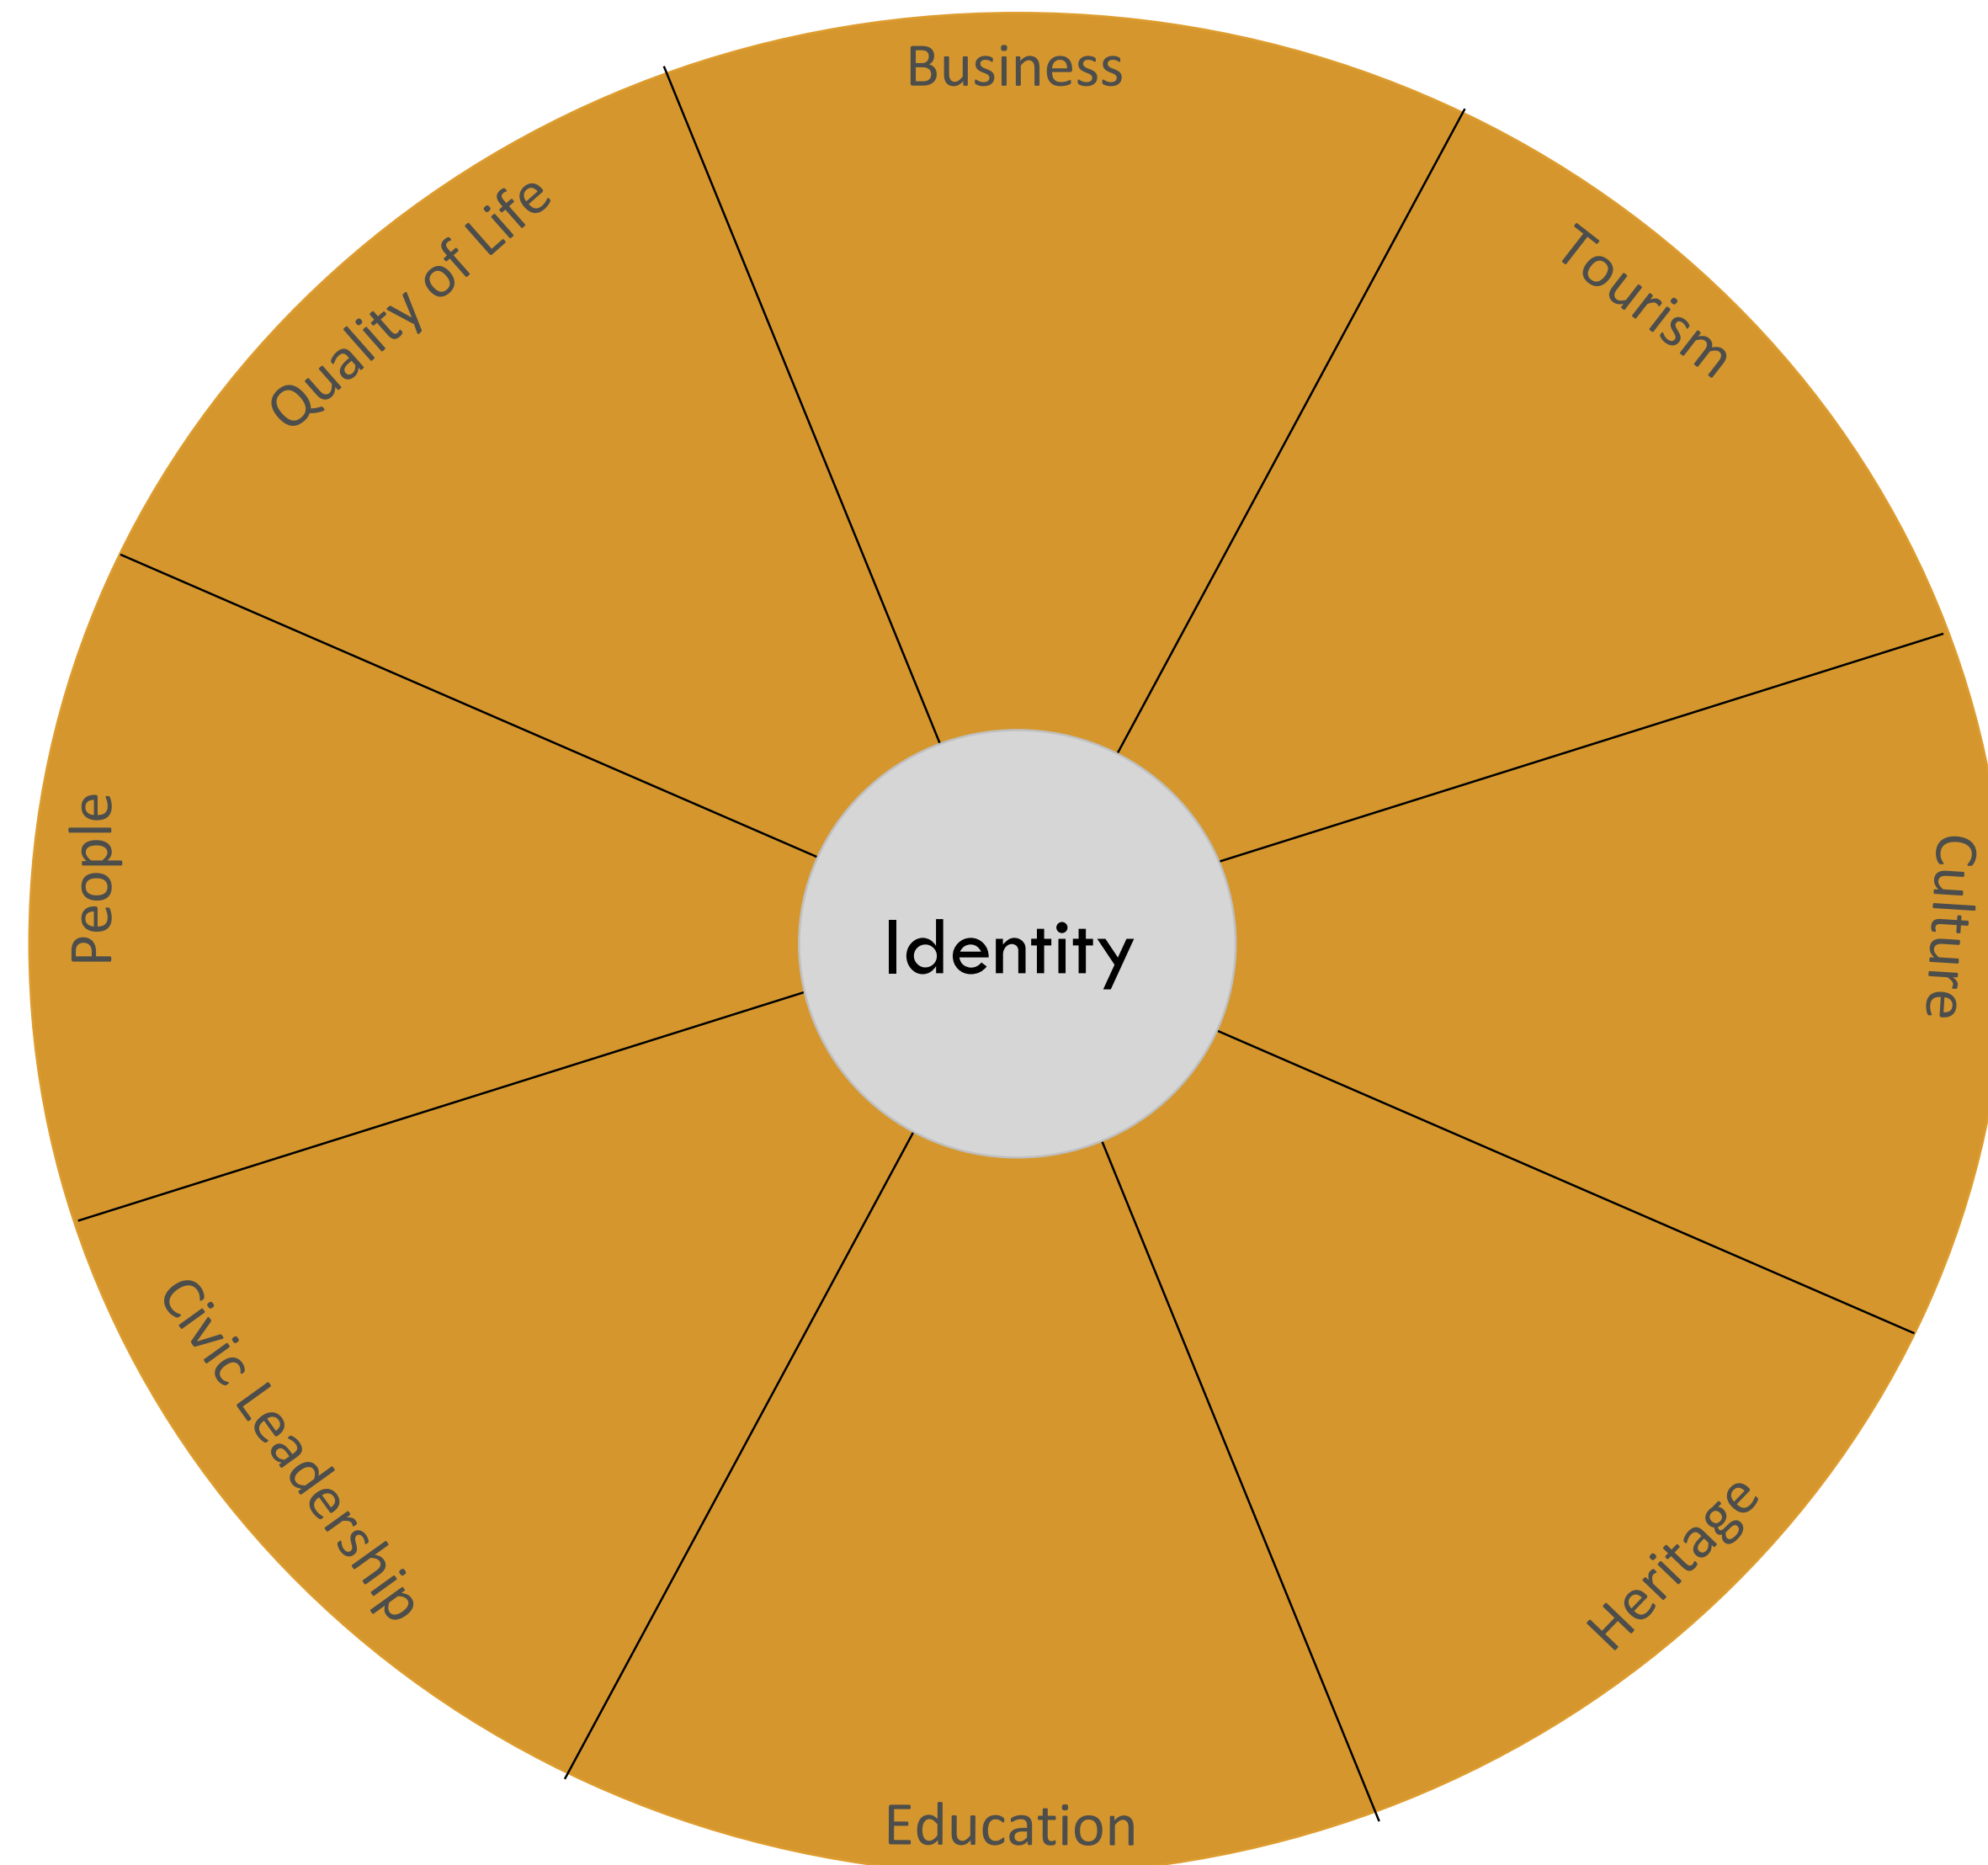 Business
Tourism
Culture
Heritage
Education
Civic Leadership
People
Quality of Life
Identity